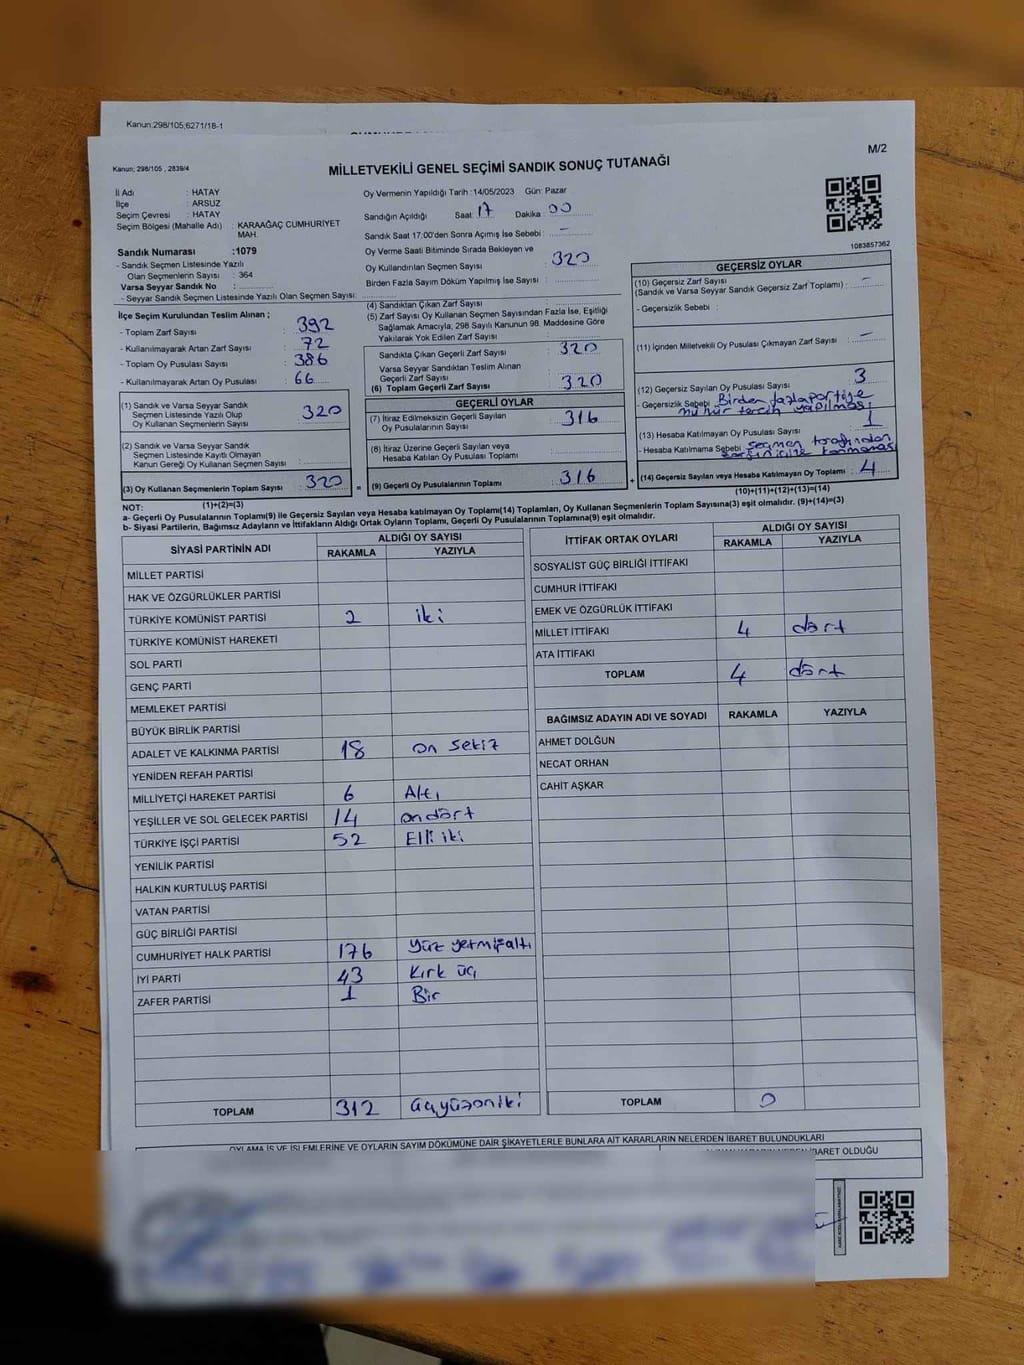 Kanun:298/105;6271/18-1
M/2
Kanun; 298/105 , 2839/4
MİLLETVEKİLİ GENEL SEÇİMİ SANDIK SONUÇ TUTANAĞI
İl Adı : HATAY
İlçe : ARSUZ
Seçim Çevresi : HATAY
Seçim Bölgesi (Mahalle Adı) : KARAAĞAÇ CUMHURİYET MAH.
Sandık Numarası :1079
- Sandık Seçmen Listesinde Yazılı
Olan Seçmenlerin Sayısı : 364
Varsa Seyyar Sandık No :
- Seyyar Sandık Seçmen Listesinde Yazılı Olan Seçmen Sayısı:
Oy Vermenin Yapıldığı Tarih :14/05/2023 Gün: Pazar
Sandığın Açıldığı Saat: 17 Dakika : 00
Sandık Saat 17:00'den Sonra Açımış İse Sebebi : -
Oy Verme Saati Bitiminde Sırada Bekleyen ve
Oy Kullandırılan Seçmen Sayısı : 320
Birden Fazla Sayım Döküm Yapılmış İse Sayısı :
1083857362
İlçe Seçim Kurulundan Teslim Alınan ;
- Toplam Zarf Sayısı : 392
- Kullanılmayarak Artan Zarf Sayısı : 72
- Toplam Oy Pusulası Sayısı : 386
- Kullanılmayarak Artan Oy Pusulası : 66
(4) Sandıktan Çıkan Zarf Sayısı :
(5) Zarf Sayısı Oy Kullanan Seçmen Sayısından Fazla İse, Eşitliği
Sağlamak Amacıyla, 298 Sayılı Kanunun 98. Maddesine Göre
Yakılarak Yok Edilen Zarf Sayısı :
Sandıkta Çıkan Geçerli Zarf Sayısı : 320
Varsa Seyyar Sandıktan Teslim Alınan
Geçerli Zarf Sayısı :
(6) Toplam Geçerli Zarf Sayısı : 320
GEÇERSİZ OYLAR
(10) Geçersiz Zarf Sayısı
(Sandık ve Varsa Seyyar Sandık Geçersiz Zarf Toplamı) : -
- Geçersizlik Sebebi :
(11) İçinden Milletvekili Oy Pusulası Çıkmayan Zarf Sayısı : -
(12) Geçersiz Sayılan Oy Pusulası Sayısı : 3
- Geçersizlik Sebebi : Birden fazla partiye
mühür tercih yapılması
(13) Hesaba Katılmayan Oy Pusulası Sayısı : 1
- Hesaba Katılmama Sebebi : seçmen tarafından
(14) Geçersiz Sayılan veya Hesaba Katılmayan Oy Toplamı : 4
(10)+(11)+(12)+(13)=(14)
(1) Sandık ve Varsa Seyyar Sandık
Seçmen Listesinde Yazılı Olup
Oy Kullanan Seçmenlerin Sayısı : 320
(2) Sandık ve Varsa Seyyar Sandık
Seçmen Listesinde Kayıtlı Olmayan
Kanun Gereği Oy Kullanan Seçmen Sayısı :
(3) Oy Kullanan Seçmenlerin Toplam Sayısı : 320 =
(1)+(2)=(3)
GEÇERLİ OYLAR
(7) İtiraz Edilmeksizin Geçerli Sayılan
Oy Pusulasının Sayısı : 316
(8) İtiraz Üzerine Geçerli Sayılan veya
Hesaba Katılan Oy Pusulası Toplamı :
(9) Geçerli Oy Pusulalarının Toplamı : 316 +
NOT:
a- Geçerli Oy Pusulasının Toplamı(9) ile Geçersiz Sayılan veya Hesaba katılmayan Oy Toplamı(14) Toplamları, Oy Kullanan Seçmenlerin Toplam Sayısına(3) eşit olmalıdır. (9)+(14)=(3)
b- Siyasi Partilerin, Bağımsız Adayların ve İttifakların Aldığı Ortak Oyların Toplamı, Geçerli Oy Pusulalarının Toplamına(9) eşit olmalıdır.
SİYASİ PARTİNİN ADI ALDIĞI OY SAYISI
RAKAMLA YAZIYLA
MİLLET PARTİSİ
HAK VE ÖZGÜRLÜKLER PARTİSİ
TÜRKİYE KOMÜNİST PARTİSİ 2 iki
TÜRKİYE KOMÜNİST HAREKETİ
SOL PARTİ
GENÇ PARTİ
MEMLEKET PARTİSİ
BÜYÜK BİRLİK PARTİSİ
ADALET VE KALKINMA PARTİSİ 18 on sekiz
YENİDEN REFAH PARTİSİ
MİLLİYETÇİ HAREKET PARTİSİ 6 Altı
YEŞİLLER VE SOL GELECEK PARTİSİ 14 ondört
TÜRKİYE İŞÇİ PARTİSİ 52 Elli iki
YENİLİK PARTİSİ
HALKIN KURTULUŞ PARTİSİ
VATAN PARTİSİ
GÜÇ BİRLİĞİ PARTİSİ
CUMHURİYET HALK PARTİSİ 176 Yüz yetmişaltı
İYİ PARTİ 43 Kırk üç
ZAFER PARTİSİ 1 Bir
TOPLAM 312 üçyüzoniki
İTTİFAK ORTAK OYLARI ALDIĞI OY SAYISI
RAKAMLA YAZIYLA
SOSYALİST GÜÇ BİRLİĞİ İTTİFAKI
CUMHUR İTTİFAKI
EMEK VE ÖZGÜRLÜK İTTİFAKI
MİLLET İTTİFAKI 4 dört
ATA İTTİFAKI
TOPLAM 4 dört
BAĞIMSIZ ADAYIN ADI VE SOYADI RAKAMLA YAZIYLA
AHMET DOLĞUN
NECAT ORHAN
CAHİT AŞKAR
TOPLAM 0
OYLAMA İŞ VE İŞLEMLERİNE VE OYLARIN SAYIM DÖKÜMÜNE DAİR ŞİKAYETLERLE BUNLARA AİT KARARLARIN NELERDEN İBARET BULUNDUKLARI
İBARET OLDUĞU